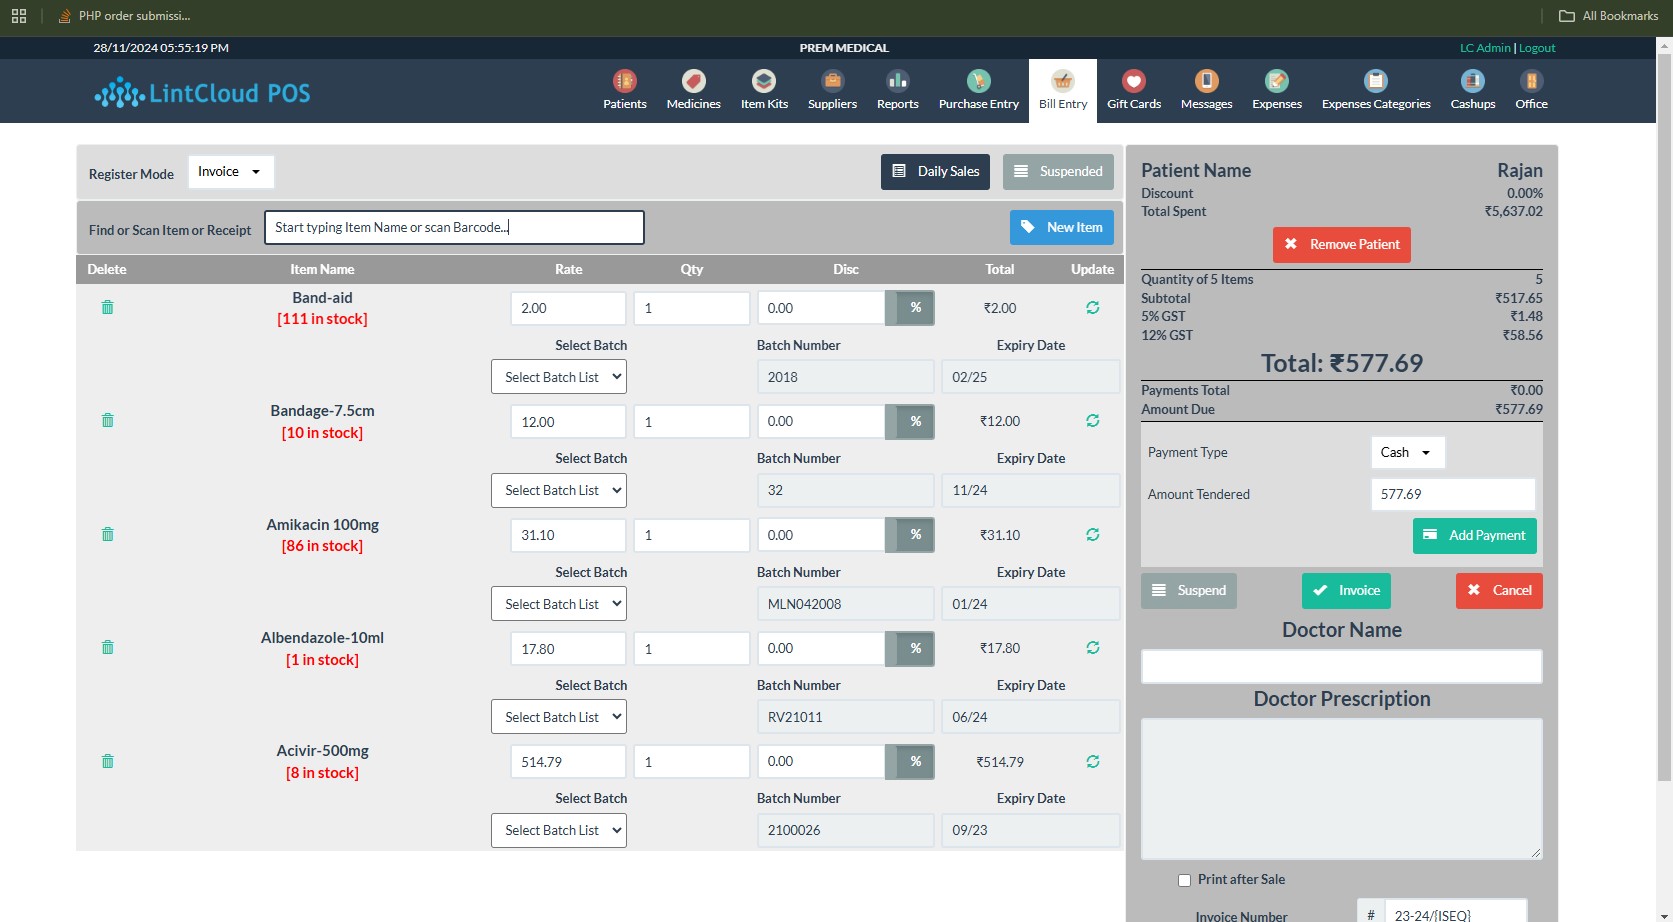 PHP order submissi...
All Bookmarks
28/11/2024 05:55:19 PM
PREM MEDICAL
LC Admin | Logout
LintCloud POS
Patients
Medicines
Item Kits
Suppliers
Reports
Purchase Entry
Bill Entry
Gift Cards
Messages
Expenses
Expenses Categories
Cashups
Office
Register Mode
Invoice
Daily Sales
Suspended
Find or Scan Item or Receipt
Start typing Item Name or scan Barcode...
New Item
Delete Item Name Rate Qty Disc Total Update
Band-aid
[111 in stock]
2.00 1 0.00 % ₹2.00
Select Batch Batch Number Expiry Date
Select Batch List 2018 02/25
Bandage-7.5cm
[10 in stock]
12.00 1 0.00 % ₹12.00
Select Batch Batch Number Expiry Date
Select Batch List 32 11/24
Amikacin 100mg
[86 in stock]
31.10 1 0.00 % ₹31.10
Select Batch Batch Number Expiry Date
Select Batch List MLN042008 01/24
Albendazole-10ml
[1 in stock]
17.80 1 0.00 % ₹17.80
Select Batch Batch Number Expiry Date
Select Batch List RV21011 06/24
Acivir-500mg
[8 in stock]
514.79 1 0.00 % ₹514.79
Select Batch Batch Number Expiry Date
Select Batch List 2100026 09/23
Patient Name Rajan
Discount 0.00%
Total Spent ₹5,637.02
Remove Patient
Quantity of 5 Items 5
Subtotal ₹517.65
5% GST ₹1.48
12% GST ₹58.56
Total: ₹577.69
Payments Total ₹0.00
Amount Due ₹577.69
Payment Type Cash
Amount Tendered 577.69
Add Payment
Suspend Invoice Cancel
Doctor Name
Doctor Prescription
Print after Sale
Invoice Number # 23-24/{ISEQ}